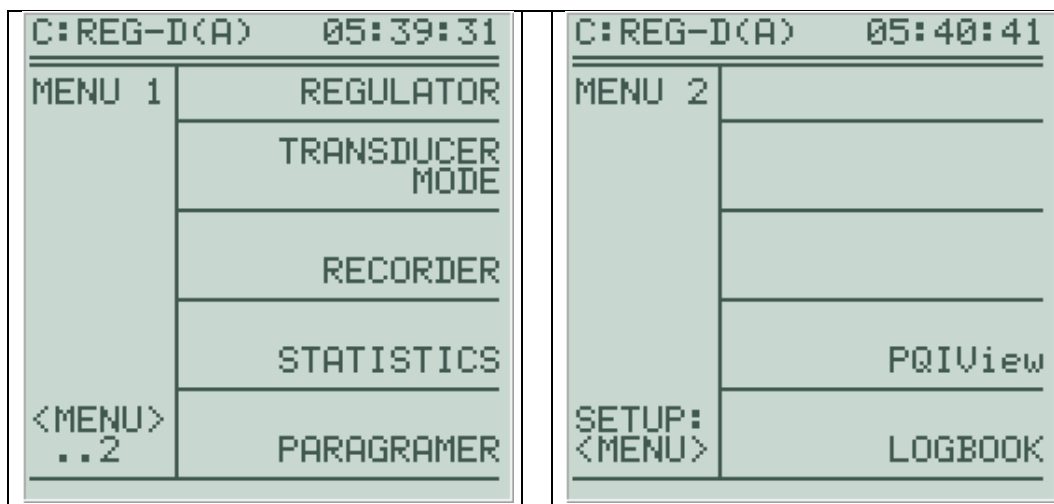 C:REG-D(A) 05:39:31
MENU 1
REGULATOR
TRANSDUCER
MODE
RECORDER
STATISTICS
<MENU>
..2
PARAGRAMER
C:REG-D(A) 05:40:41
MENU 2
PQIView
SETUP:
<MENU>
LOGBOOK